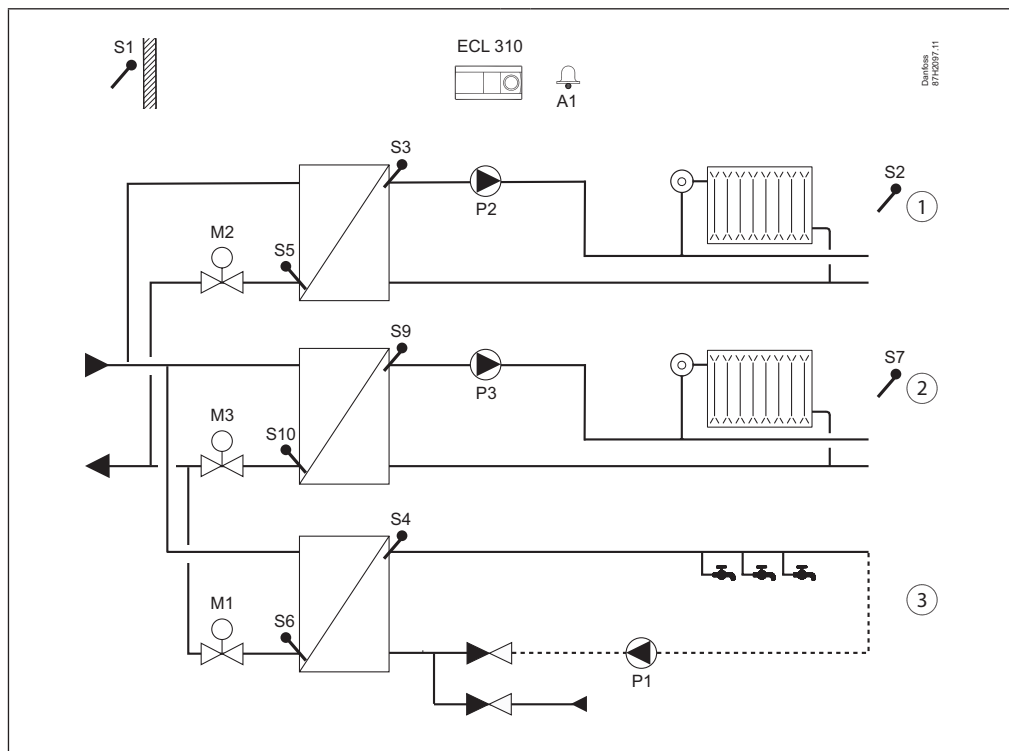 S1
ECL 310
A1
Danfoss
87H2097.11
S3
P2
S2
1
M2
S5
S9
P3
S7
2
M3
S10
S4
M1
S6
P1
3